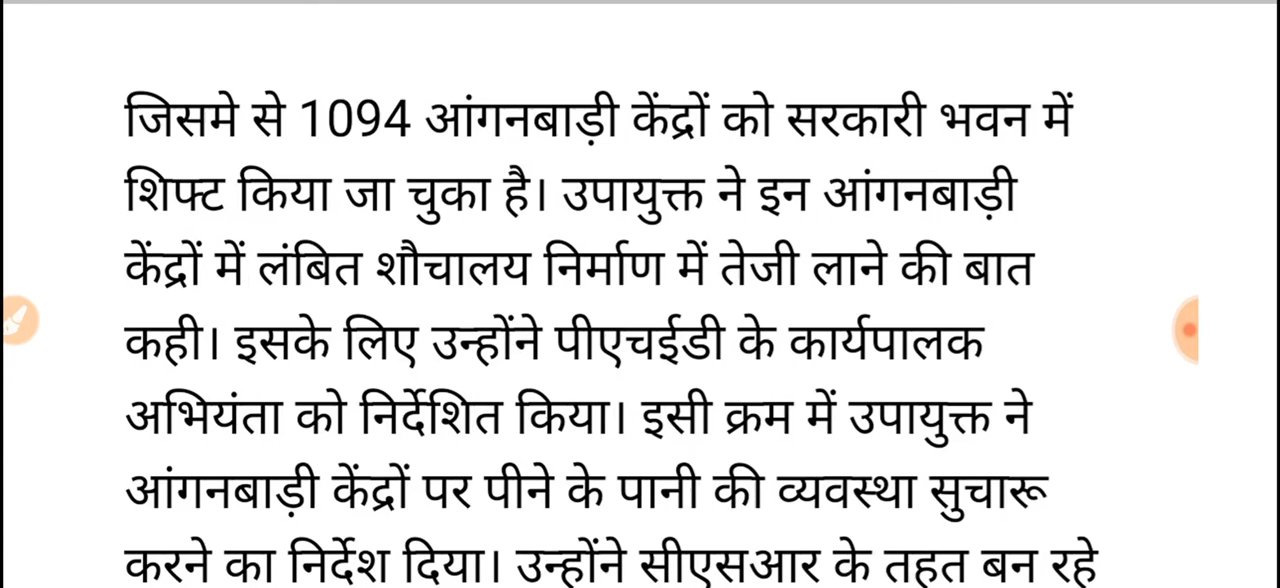 जिसमे से 1094 आंगनबाड़ी केंद्रों को सरकारी भवन में
शिफ्ट किया जा चुका है। उपायुक्त ने इन आंगनबाड़ी
केंद्रों में लंबित शौचालय निर्माण में तेजी लाने की बात
कही। इसके लिए उन्होंने पीएचईडी के कार्यपालक
अभियंता को निर्देशित किया। इसी क्रम में उपायुक्त ने
आंगनबाड़ी केंद्रों पर पीने के पानी की व्यवस्था सुचारू
करने का निर्देश दिया। उन्होंने सीएसआर के तहत बन रहे